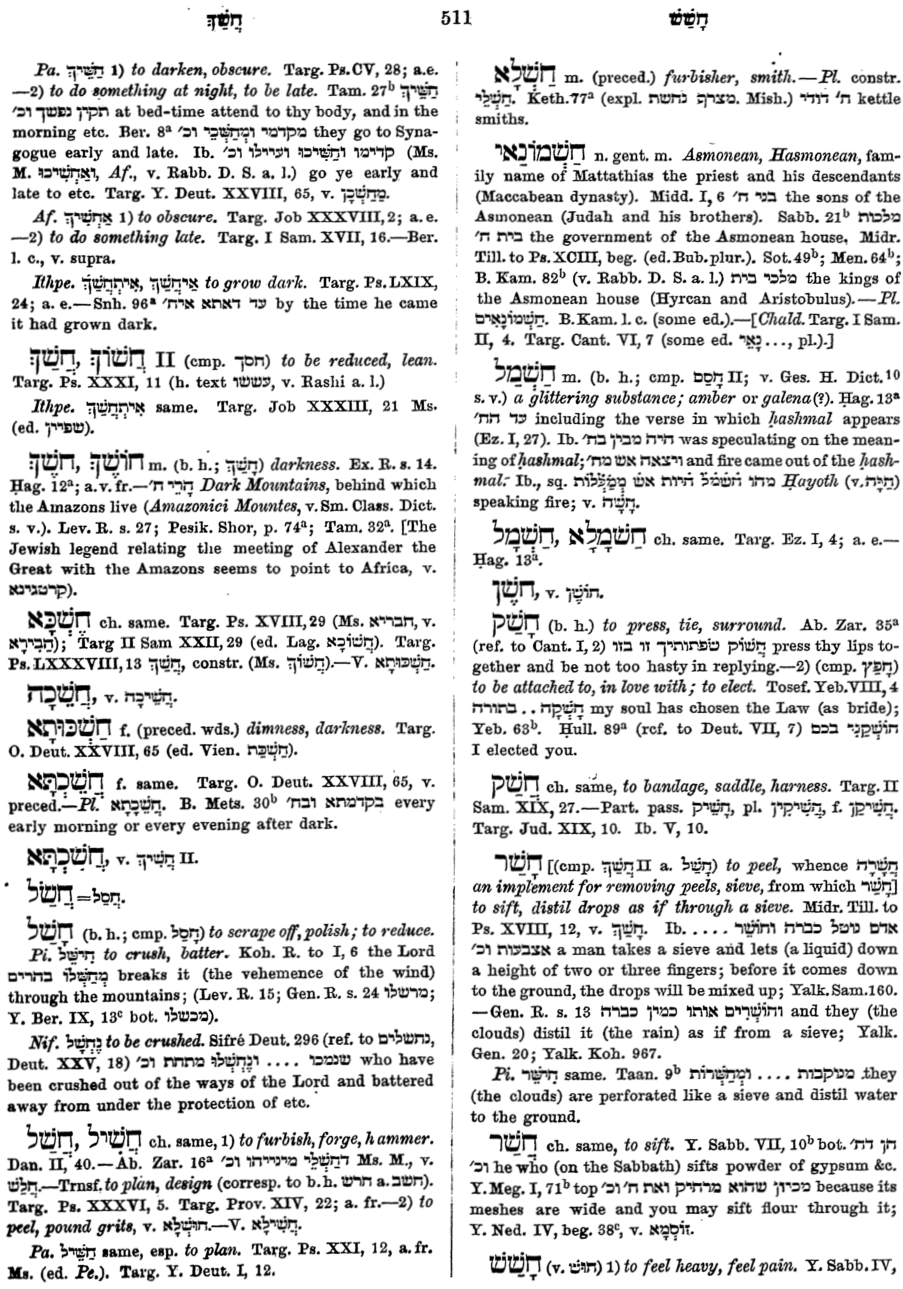 חֲשַׁךְ
511
חָשַׁשׁ
Pa. חַשֵּׁיךְ 1) to darken, obscure. Targ. Ps. CV, 28; a.e.
—2) to do something at night, to be late. Tam. 27ᵇ חַשֵּׁיךְ
תקין נפשך וכ׳ at bed-time attend to thy body, and in the
morning etc. Ber. 8ᵃ מקדמי וּמְחַשְּׁכֵי וכ׳ they go to Syna-
gogue early and late. Ib. קדימו וחַשִּׁיכוּ ועיילו וכ׳ (Ms.
M. וְאַחְשִׁיכוּ, Af., v. Rabb. D. S. a. l.) go ye early and
late to etc. Targ. Y. Deut. XXVIII, 65, v. מַחְשְׁכָן.
Af. אַחְשִׁיךְ 1) to obscure. Targ. Job XXXVIII, 2; a. e.
—2) to do something late. Targ. I Sam. XVII, 16.—Ber.
l. c., v. supra.
Ithpe. אִיחְשַׁךְ, אִיתְחֲשַׁךְ to grow dark. Targ. Ps. LXIX,
24; a. e.—Snh. 96ᵃ עד דאתא איח׳ by the time he came
it had grown dark.
חֲשַׁךְ, חֲשׁוֹךְ II (cmp. חסך) to be reduced, lean.
Targ. Ps. XXXI, 11 (h. text עששו, v. Rashi a. l.)
Ithpe. אִיתְחֲשַׁךְ same. Targ. Job XXXIII, 21 Ms.
(ed. שפיין).
חֹשֶׁךְ, חוֹשֶׁךְ m. (b. h.; חָשַׁךְ) darkness. Ex. R. s. 14.
Ḥag. 12ᵃ; a. v. fr.—הָרֵי ח׳ Dark Mountains, behind which
the Amazons live (Amazonici Mountes, v. Sm. Class. Dict.
s. v.). Lev. R. s. 27; Pesik. Shor, p. 74ᵃ; Tam. 32ᵃ. [The
Jewish legend relating the meeting of Alexander the
Great with the Amazons seems to point to Africa, v.
קרטגינא).
חֶשְׁכָּא ch. same. Targ. Ps. XVIII, 29 (Ms. חבריא, v.
חֲבִירָא); Targ II Sam XXII, 29 (ed. Lag. חֲשׁוֹכָא). Targ.
Ps. LXXXVIII, 13 חֲשַׁךְ, constr. (Ms. חֲשׁוֹךְ).—V. חֲשְׁכוּתָא.
חֲשֵׁכָה, v. חֲשֵׁיכָה.
חַשְׁכּוּתָא f. (preced. wds.) dimness, darkness. Targ.
O. Deut. XXVIII, 65 (ed. Vien. חַשְׁכַּת).
חֲשֵׁכְתָּא f. same. Targ. O. Deut. XXVIII, 65, v.
preced.—Pl. חֲשֵׁכָתָא. B. Mets. 30ᵇ בקדמתא ובח׳ every
early morning or every evening after dark.
חֲשִׁכְתָּא, v. חֲשִׁיךְ II.
חֲשַׁל=חֲסַל.
חָשַׁל (b. h.; cmp. חָסַל) to scrape off, polish; to reduce.
Pi. חִישֵּׁל to crush, batter. Koh. R. to I, 6 the Lord
מְחַשְּׁלוֹ בהרים breaks it (the vehemence of the wind)
through the mountains; (Lev. R. 15; Gen. R. s. 24 מרשלו;
Y. Ber. IX, 13ᶜ bot. מכשלו).
Nif. נֶחְשַׁל to be crushed. Sifré Deut. 296 (ref. to נחשלים,
Deut. XXV, 18) שנמכו .... ונֶחְשְׁלוּ מתחת וכ׳ who have
been crushed out of the ways of the Lord and battered
away from under the protection of etc.
חֲשַׁל, חֲשֵׁיל ch. same, 1) to furbish, forge, hammer.
Dan. II, 40.—Ab. Zar. 16ᵃ דחַשְׁלֵי מינייהו וכ׳ Ms. M., v.
חֲלַשׁ.—Trnsf. to plan, design (corresp. to b. h. חרש a. חשב).
Targ. Ps. XXXVI, 5. Targ. Prov. XIV, 22; a. fr.—2) to
peel, pound grits, v. חוּשְׁלָא.—V. חֲשִׁילָא.
Pa. חַשֵּׁיל same, esp. to plan. Targ. Ps. XXI, 12, a. fr.
Ms. (ed. Pe.). Targ. Y. Deut. I, 12.
חַשְׁלָא m. (preced.) furbisher, smith.—Pl. constr.
חַשְׁלֵי. Keth. 77ᵃ (expl. מצרף נחשת, Mish.) ח׳ דודי kettle
smiths.
חַשְׁמוֹנַאי n. gent. m. Asmonean, Hasmonean, fam-
ily name of Mattathias the priest and his descendants
(Maccabean dynasty). Midd. I, 6 בני ח׳ the sons of the
Asmonean (Judah and his brothers). Sabb. 21ᵇ מלכות
בית ח׳ the government of the Asmonean house. Midr.
Till. to Ps. XCIII, beg. (ed. Bub. plur.). Sot. 49ᵇ; Men. 64ᵇ;
B. Kam. 82ᵇ (v. Rabb. D. S. a. l.) מלכי בית the kings of
the Asmonean house (Hyrcan and Aristobulus).—Pl.
חַשְׁמוֹנָאִים. B. Kam. l. c. (some ed.).—[Chald. Targ. I Sam.
II, 4. Targ. Cant. VI, 7 (some ed. נָאֵי ..., pl.).]
חַשְׁמַל m. (b. h.; cmp. חָסַם II; v. Ges. H. Dict.¹⁰
s. v.) a glittering substance; amber or galena(?). Ḥag. 13ᵃ
עד הח׳ including the verse in which ḥashmal appears
(Ez. I, 27). Ib. היה מבין בח׳ was speculating on the mean-
ing of ḥashmal; ויצאה אש מח׳ and fire came out of the ḥash-
mal. Ib., sq. מהו חשמל חיות אש מְמַלְּלוֹת Ḥayoth (v. חַיָּה)
speaking fire; v. חָשָׁה.
חַשְׁמָל, חַשְׁמָלָא ch. same. Targ. Ez. I, 4; a. e.—
Ḥag. 13ᵃ.
חֹשֶׁן, v. חוֹשֶׁן.
חָשַׁק (b. h.) to press, tie, surround. Ab. Zar. 35ᵃ
(ref. to Cant. I, 2) חֲשׁוֹק שפתותיך זו בזו press thy lips to-
gether and be not too hasty in replying.—2) (cmp. חָפֵץ)
to be attached to, in love with; to elect. Tosef. Yeb. VIII, 4
חָשְׁקָה .. בתורה my soul has chosen the Law (as bride);
Yeb. 63ᵇ. Ḥull. 89ᵃ (ref. to Deut. VII, 7) חוֹשְׁקַנִי בכם
I elected you.
חֲשַׁק ch. same, to bandage, saddle, harness. Targ. II
Sam. XIX, 27.—Part. pass. חָשֵׁיק, pl. חֲשִׁיקִין, f. חֲשִׁיקָן.
Targ. Jud. XIX, 10. Ib. V, 10.
חָשַׁר [(cmp. חֲשַׁךְ II a. חָשַׁל) to peel, whence חֲשָׁרָה
an implement for removing peels, sieve, from which חָשַׁר]
to sift, distil drops as if through a sieve. Midr. Till. to
Ps. XVIII, 12, v. חָשַׁךְ. Ib. .... אדם נוטל כברה וחוֹשֵׁר
אצבעות וכ׳ a man takes a sieve and lets (a liquid) down
a height of two or three fingers; before it comes down
to the ground, the drops will be mixed up; Yalk. Sam. 160.
—Gen. R. s. 13 וחוֹשְׁרִים אותו כמין כברה and they (the
clouds) distil it (the rain) as if from a sieve; Yalk.
Gen. 20; Yalk. Koh. 967.
Pi. חִישֵּׁר same. Taan. 9ᵇ מנוקבות .... ומְחַשְּׁרוֹת they
(the clouds) are perforated like a sieve and distil water
to the ground.
חֲשַׁר ch. same, to sift. Y. Sabb. VII, 10ᵇ bot. הן דח׳
וכ׳ he who (on the Sabbath) sifts powder of gypsum &c.
Y. Meg. I, 71ᵇ top מכיון שהוא מרחיק ואת ח׳ וכ׳ because its
meshes are wide and you may sift flour through it;
Y. Ned. IV, beg. 38ᶜ, v. זוֹסְמָא.
חָשַׁשׁ (v. חוּשׁ) 1) to feel heavy, feel pain. Y. Sabb. IV,